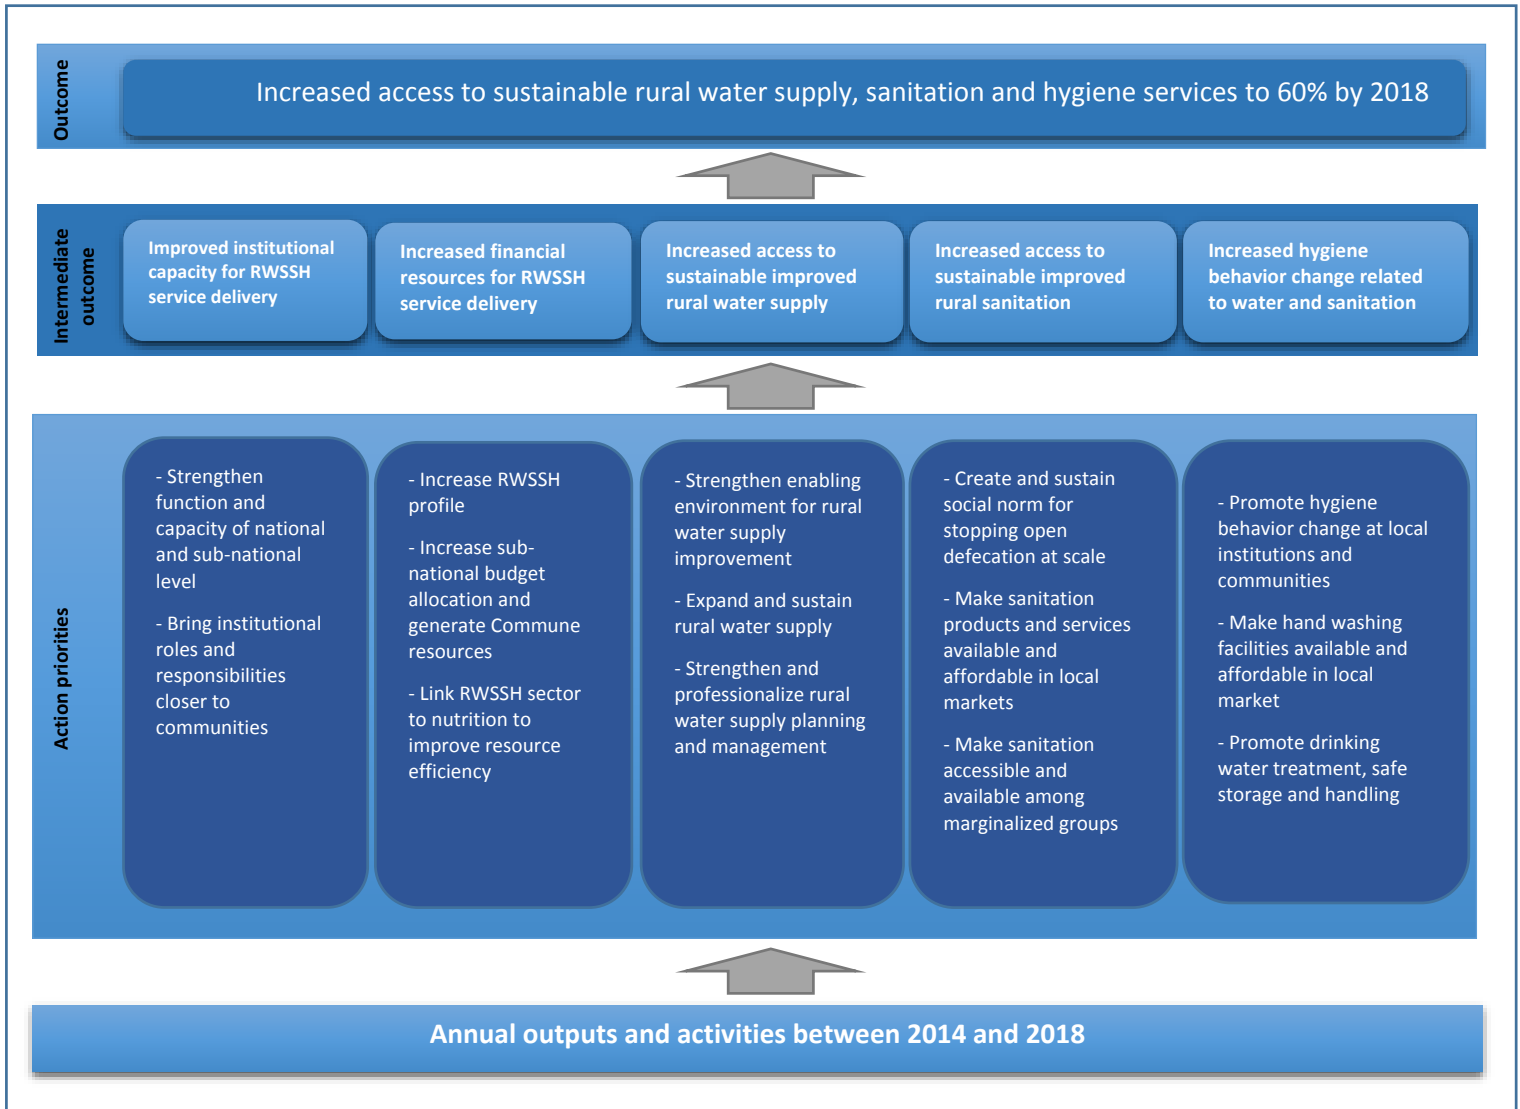 Outcome
Increased access to sustainable rural water supply, sanitation and hygiene services to 60% by 2018
Intermediate
outcome
Improved institutional
capacity for RWSSH
service delivery
Increased financial
resources for RWSSH
service delivery
Increased access to
sustainable improved
rural water supply
Increased access to
sustainable improved
rural sanitation
Increased hygiene
behavior change related
to water and sanitation
Action priorities
- Strengthen
function and
capacity of national
and sub-national
level
- Bring institutional
roles and
responsibilities
closer to
communities
- Increase RWSSH
profile
- Increase sub-
national budget
allocation and
generate Commune
resources
- Link RWSSH sector
to nutrition to
improve resource
efficiency
- Strengthen enabling
environment for rural
water supply
improvement
- Expand and sustain
rural water supply
- Strengthen and
professionalize rural
water supply planning
and management
- Create and sustain
social norm for
stopping open
defecation at scale
- Make sanitation
products and services
available and
affordable in local
markets
- Make sanitation
accessible and
available among
marginalized groups
- Promote hygiene
behavior change at local
institutions and
communities
- Make hand washing
facilities available and
affordable in local
market
- Promote drinking
water treatment, safe
storage and handling
Annual outputs and activities between 2014 and 2018